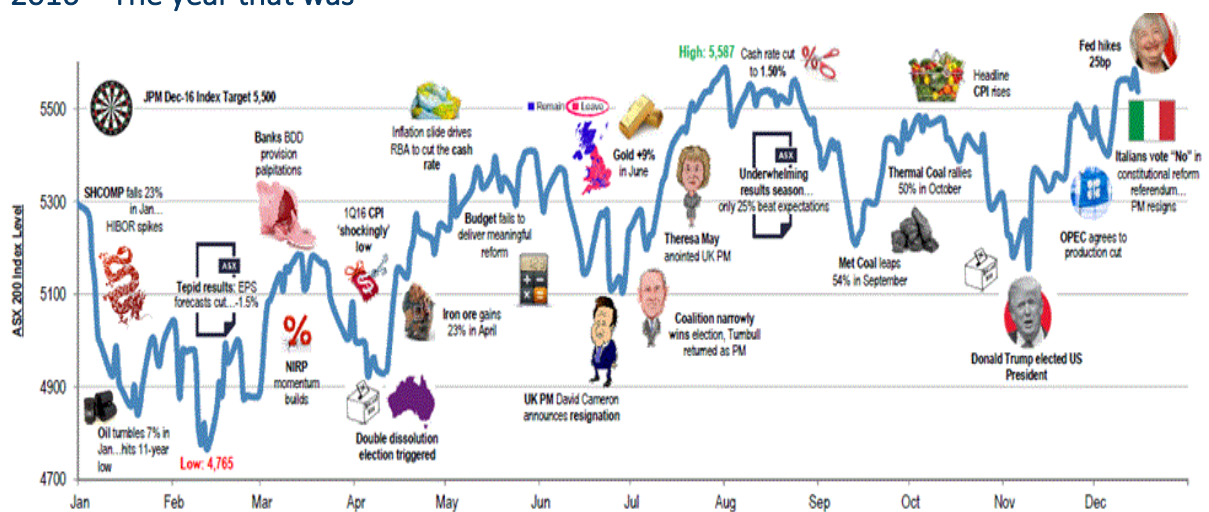 2016 – The year that was
High: 5,587
Cash rate cut
to 1.50%
Fed hikes
25bp
JPM Dec-16 Index Target 5,500
Headline
CPI rises
Inflation slide drives
RBA to cut the cash
rate
Remain
Leave
Gold +9%
in June
Banks BDD
provision
palpitations
ASX
Underwhelming
results season…
only 25% beat expectations
Thermal Coal rallies
50% in October
Italians vote “No” in
constitutional reform
referendum…
PM resigns
SHCOMP falls 23%
in Jan…
HIBOR spikes
1Q16 CPI
‘shockingly’
low
Budget fails to
deliver meaningful
reform
Theresa May
anointed UK PM
OPEC agrees to
production cut
ASX
Tepid results: EPS
forecasts cut…-1.5%
Met Coal leaps
54% in September
Iron ore gains
23% in April
Coalition narrowly
wins election, Turnbull
returned as PM
%
NIRP
momentum
builds
Donald Trump elected US
President
UK PM David Cameron
announces resignation
Oil tumbles 7% in
Jan…hits 11-year
low
Double dissolution
election triggered
Low: 4,765
ASX 200 Index Level
5500
5300
5100
4900
4700
Jan Feb Mar Apr May Jun Jul Aug Sep Oct Nov Dec